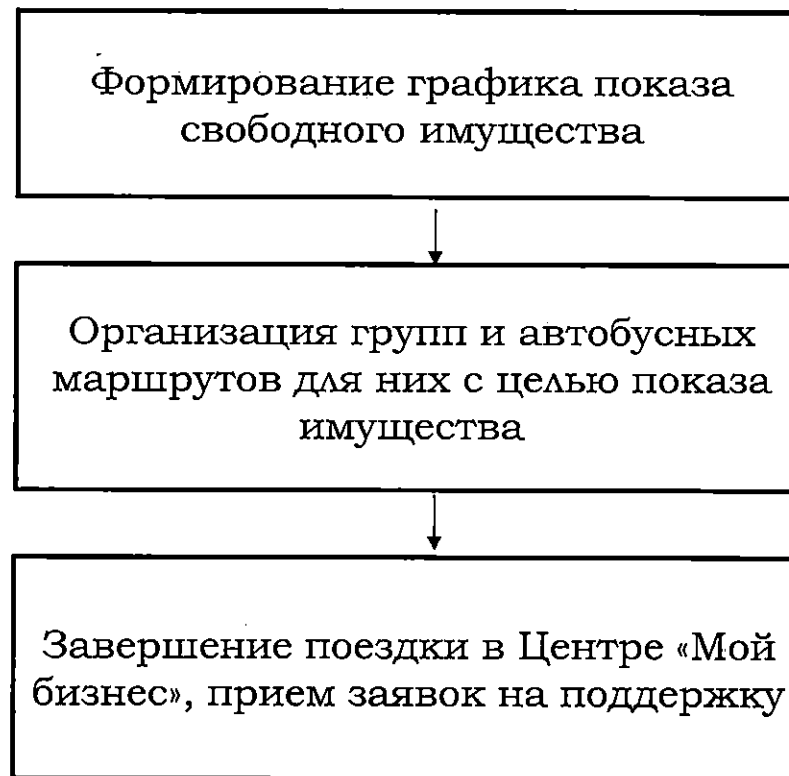 Формирование графика показа
свободного имущества
Организация групп и автобусных
маршрутов для них с целью показа
имущества
Завершение поездки в Центре «Мой
бизнес», прием заявок на поддержку